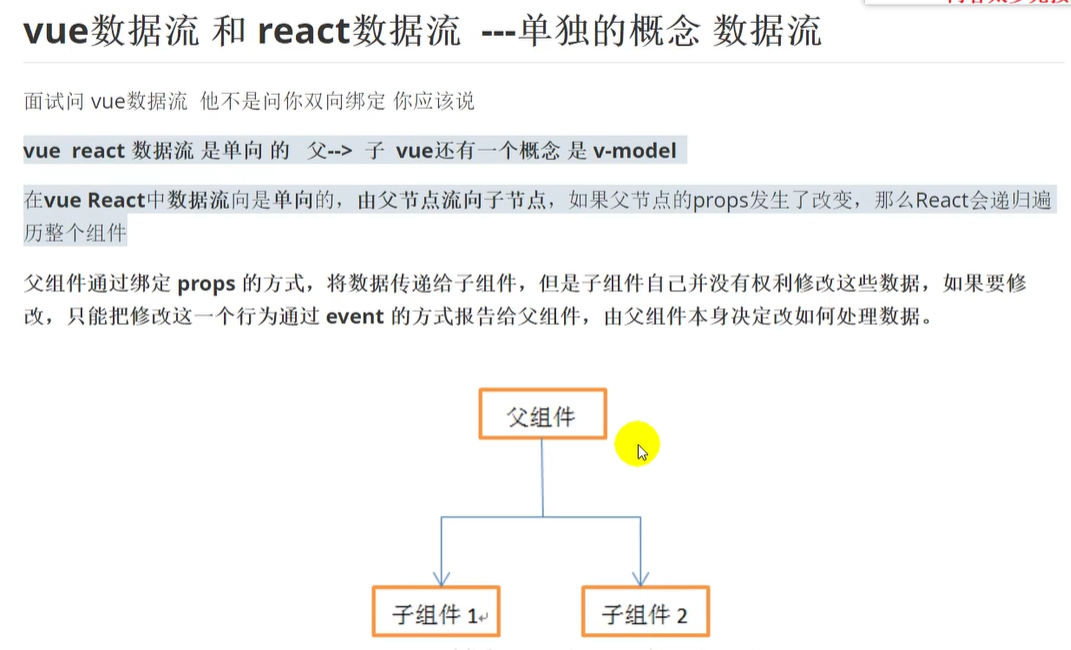 vue数据流 和 react数据流 ---单独的概念 数据流
面试问 vue数据流 他不是问你双向绑定 你应该说
vue react 数据流 是单向 的 父--> 子 vue还有一个概念 是 v-model
在vue React中数据流向是单向的，由父节点流向子节点，如果父节点的props发生了改变，那么React会递归遍
历整个组件
父组件通过绑定 props 的方式，将数据传递给子组件，但是子组件自己并没有权利修改这些数据，如果要修
改，只能把修改这一个行为通过 event 的方式报告给父组件，由父组件本身决定改如何处理数据。
父组件
子组件 1↵
子组件 2